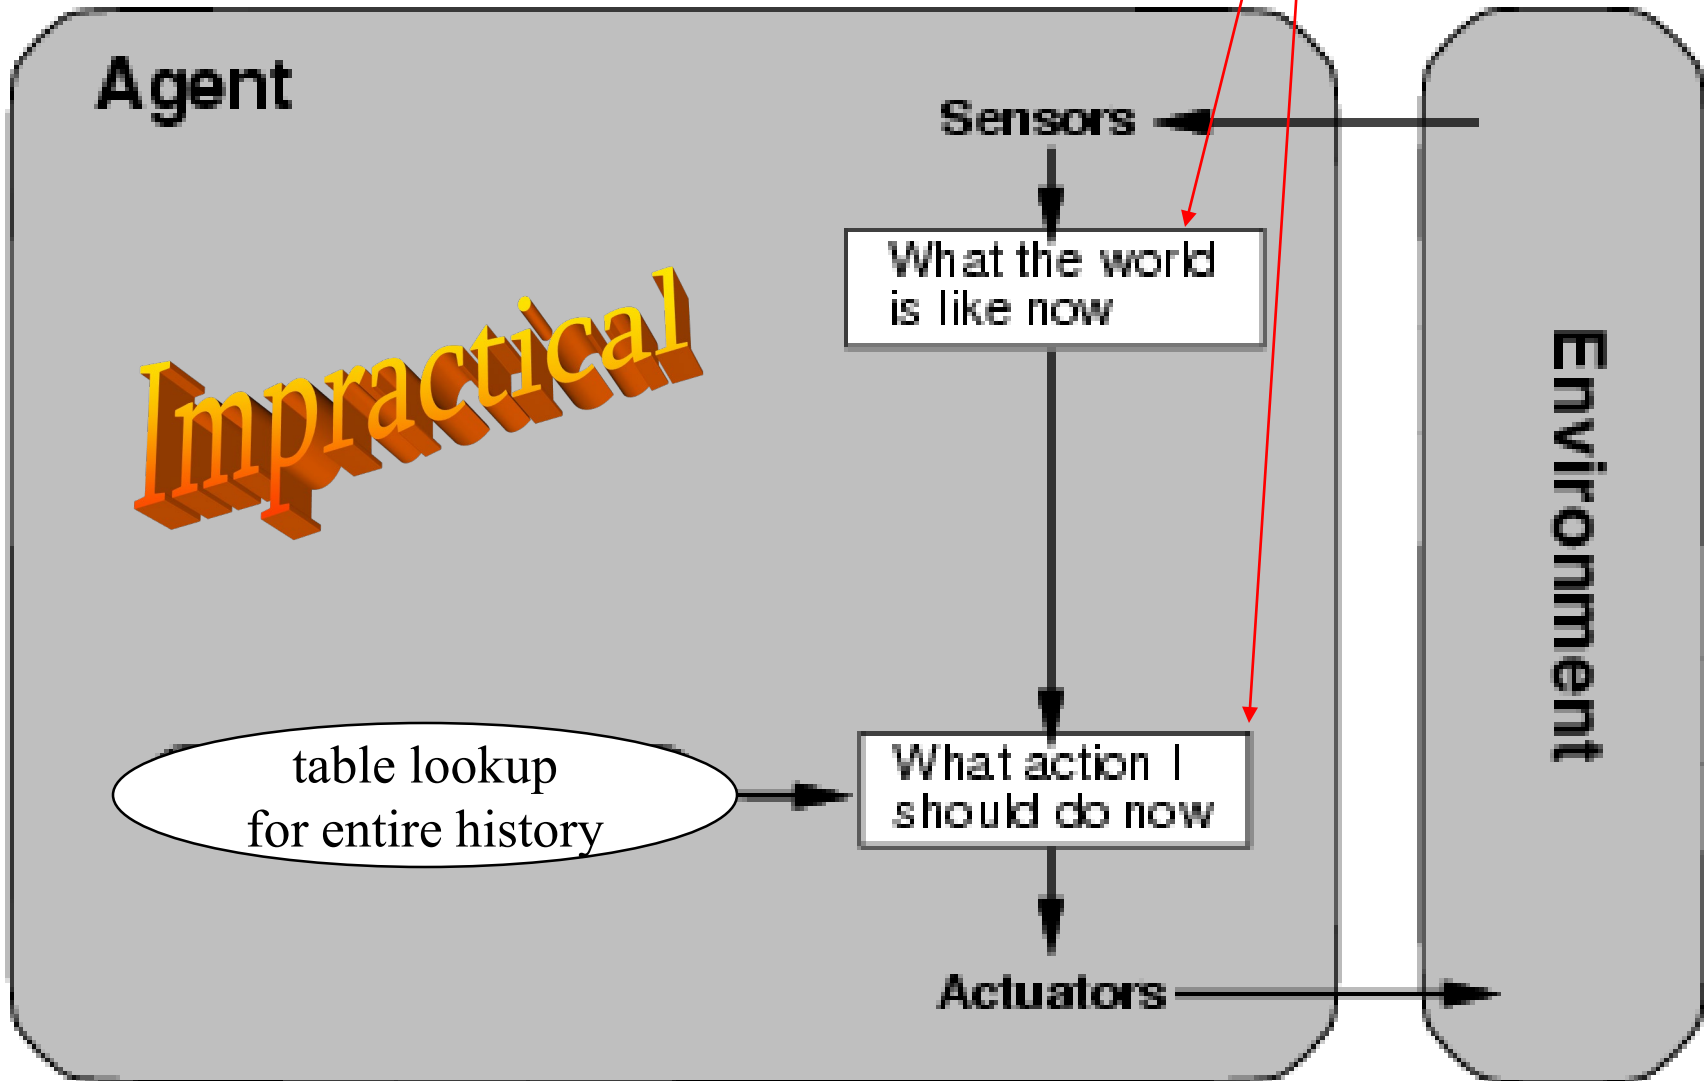 Agent
Sensors
What the world
is like now
Impractical
Environment
table lookup
for entire history
What action I
should do now
Actuators